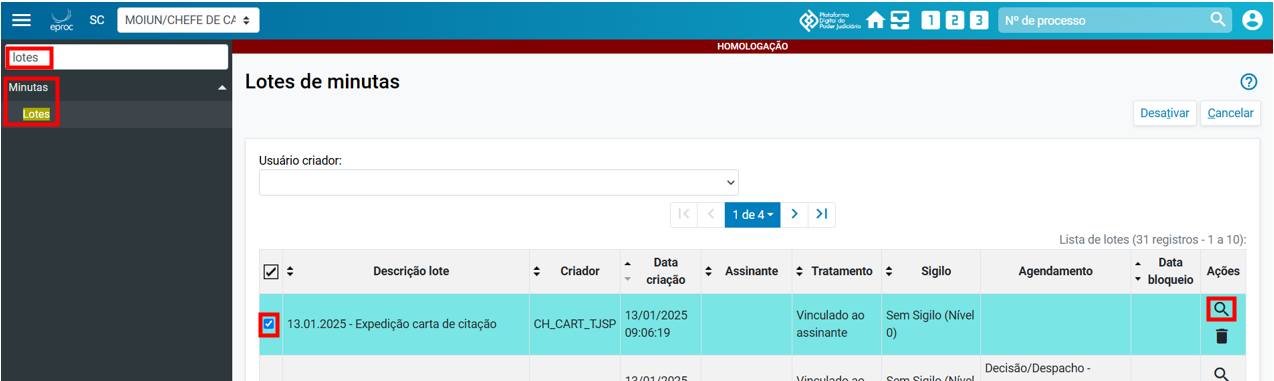 eproc
SC
MOIUN/CHEFE DE CA
Plataforma
Digital do
Poder Judiciário
1 2 3
Nº de processo
lotes
HOMOLOGAÇÃO
Minutas
Lotes
Lotes de minutas
Desativar
Cancelar
Usuário criador:
1 de 4
Lista de lotes (31 registros - 1 a 10):
Descrição lote
Criador
Data
criação
Assinante
Tratamento
Sigilo
Agendamento
Data
bloqueio
Ações
13.01.2025 - Expedição carta de citação
CH_CART_TJSP
13/01/2025
09:06:19
Vinculado ao
assinante
Sem Sigilo (Nível
0)
13/01/2025
Vinculado ao
Sem Sigilo (Nível
Decisão/Despacho -